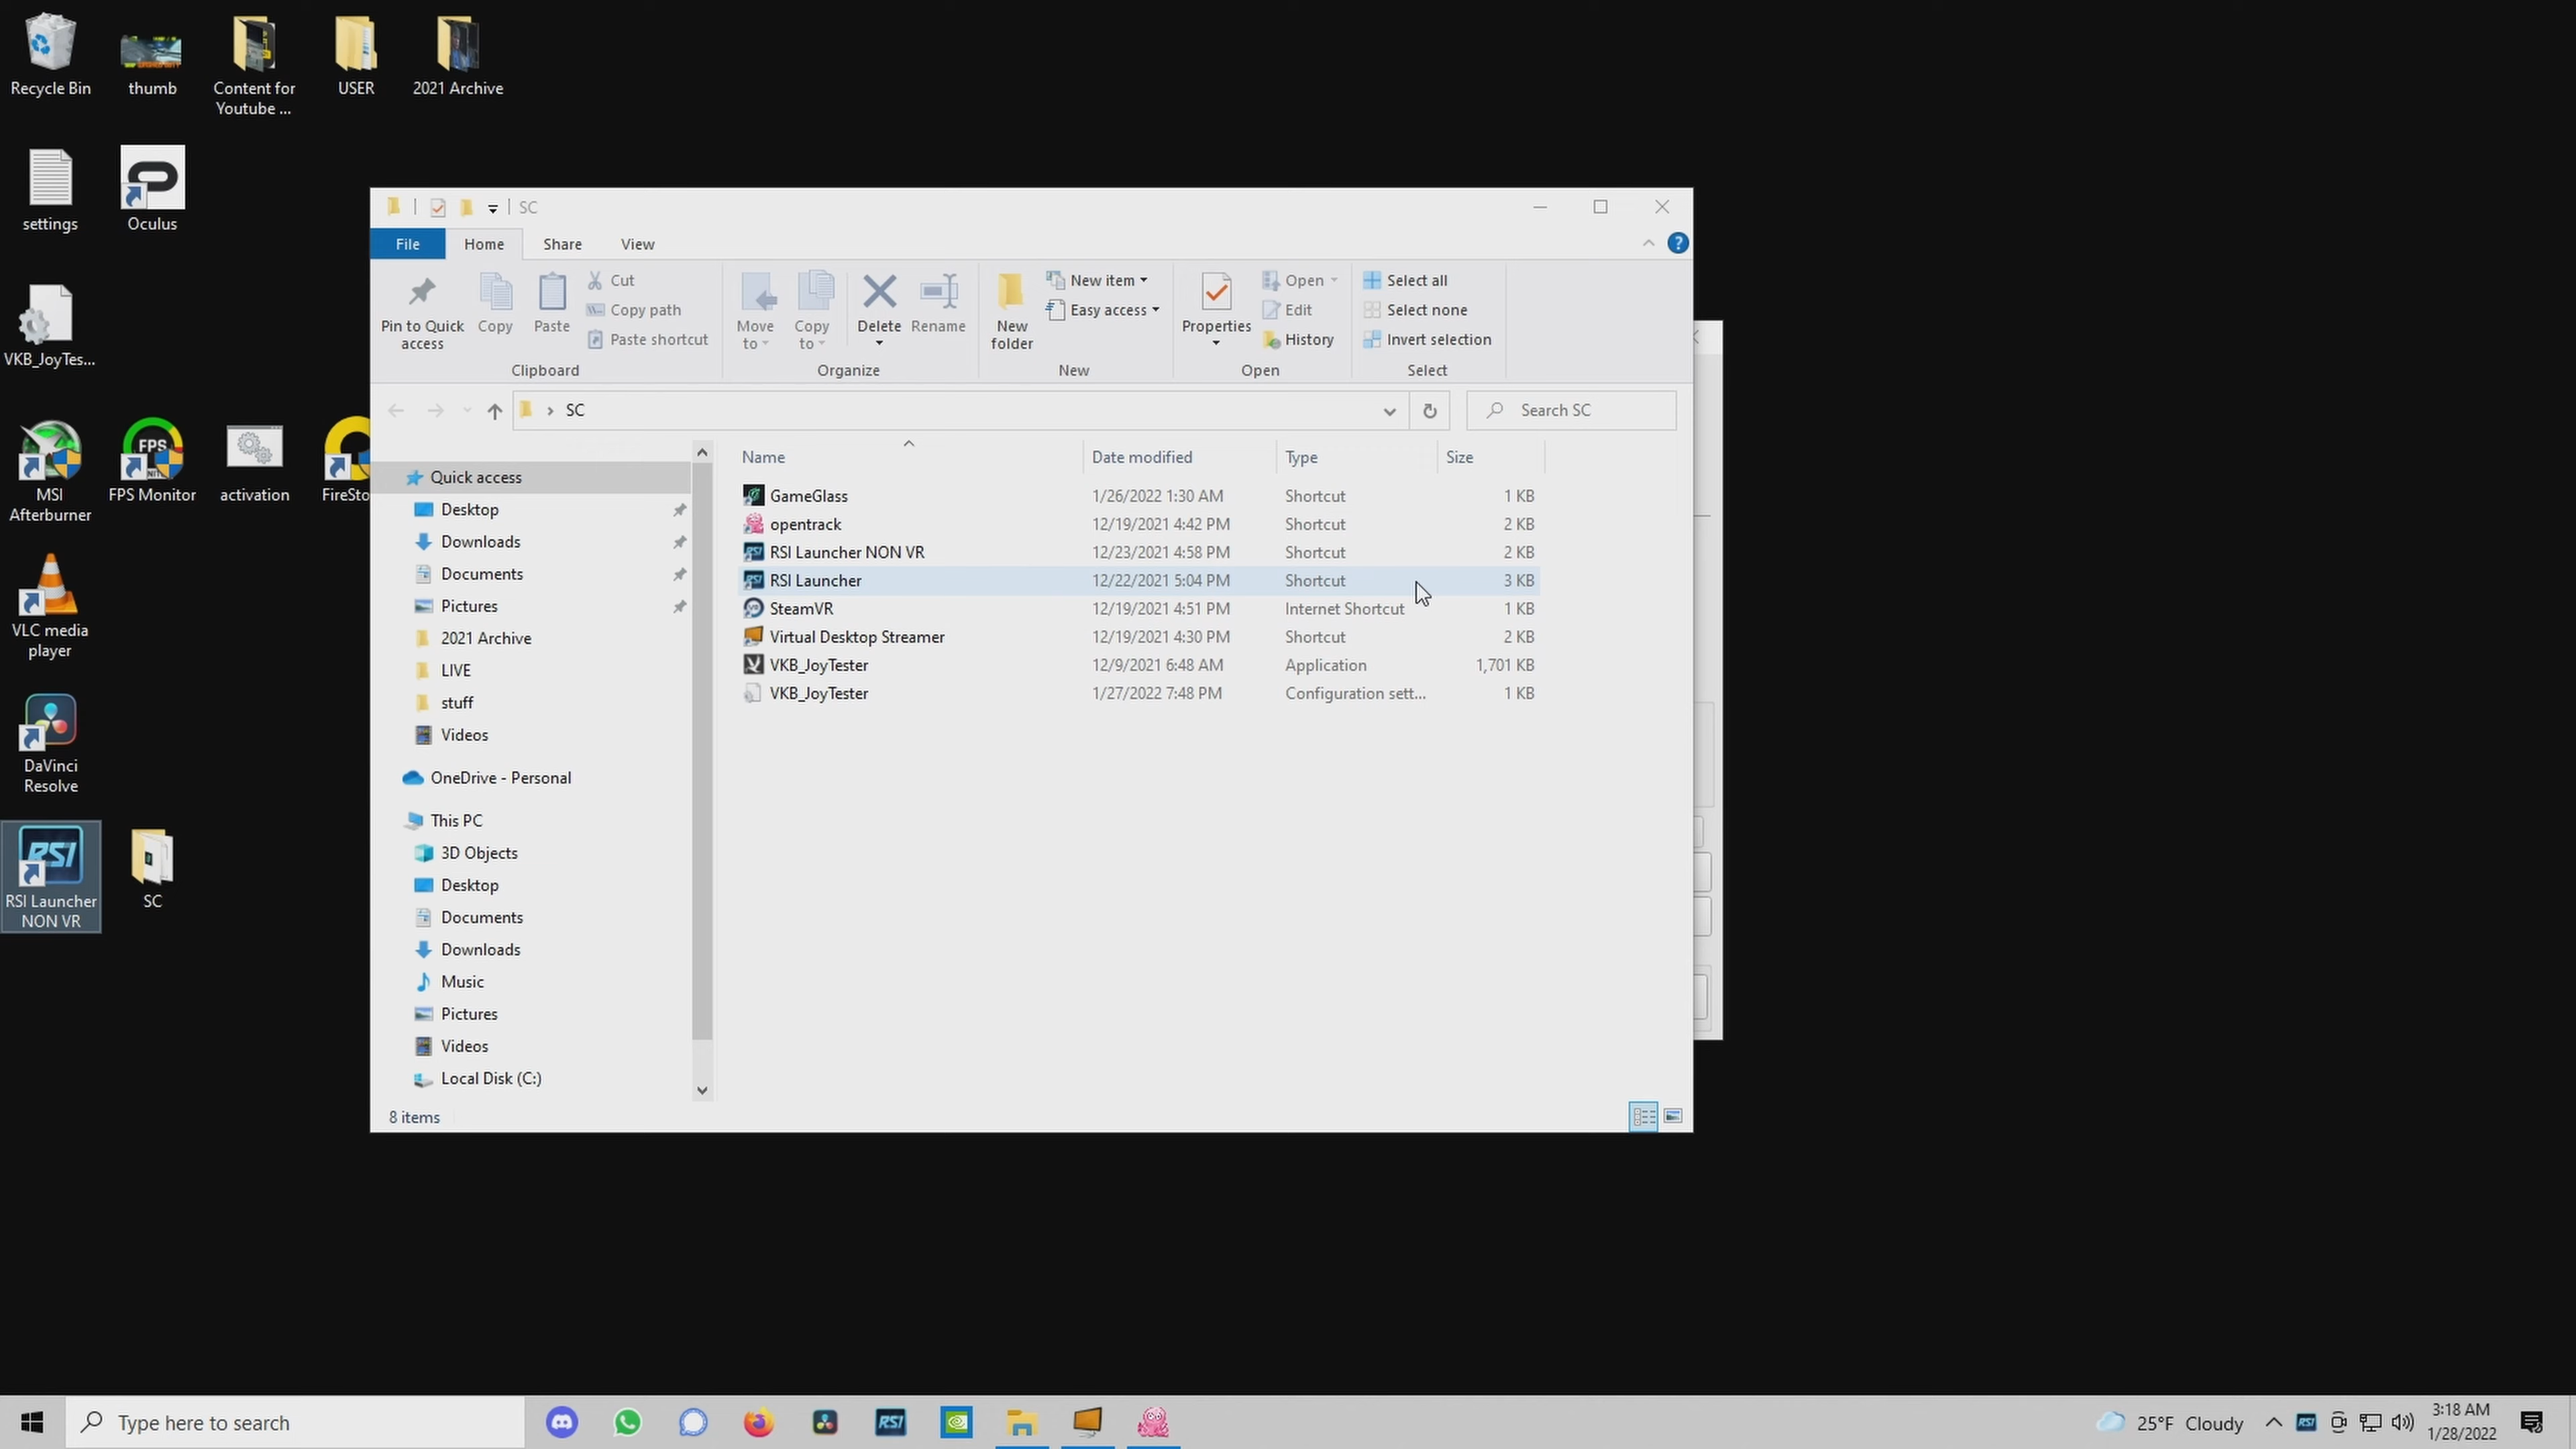 Recycle Bin
thumb
Content for
Youtube ...
USER
2021 Archive
settings
Oculus
VKB_JoyTes...
MSI
Afterburner
FPS
FPS Monitor
activation
FireSto
VLC media
player
DaVinci
Resolve
RSI
RSI Launcher
NON VR
SC
SC
File
Home
Share
View
Pin to Quick
access
Copy
Paste
Cut
Copy path
Paste shortcut
Clipboard
Move
to
Copy
to
Delete
Rename
Organize
New
folder
New item
Easy access
New
Properties
Open
Edit
History
Open
Select all
Select none
Invert selection
Select
SC
Search SC
Quick access
Desktop
Downloads
Documents
Pictures
2021 Archive
LIVE
stuff
Videos
OneDrive - Personal
This PC
3D Objects
Desktop
Documents
Downloads
Music
Pictures
Videos
Local Disk (C:)
Name Date modified Type Size
GameGlass 1/26/2022 1:30 AM Shortcut 1 KB
opentrack 12/19/2021 4:42 PM Shortcut 2 KB
RSI Launcher NON VR 12/23/2021 4:58 PM Shortcut 2 KB
RSI Launcher 12/22/2021 5:04 PM Shortcut 3 KB
SteamVR 12/19/2021 4:51 PM Internet Shortcut 1 KB
Virtual Desktop Streamer 12/19/2021 4:30 PM Shortcut 2 KB
VKB_JoyTester 12/9/2021 6:48 AM Application 1,701 KB
VKB_JoyTester 1/27/2022 7:48 PM Configuration sett... 1 KB
8 items
Type here to search
RSI
25°F Cloudy
RSI
3:18 AM
1/28/2022